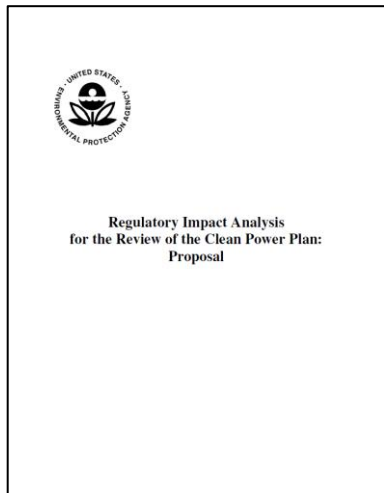 UNITED STATES
ENVIRONMENTAL PROTECTION AGENCY
Regulatory Impact Analysis
for the Review of the Clean Power Plan:
Proposal